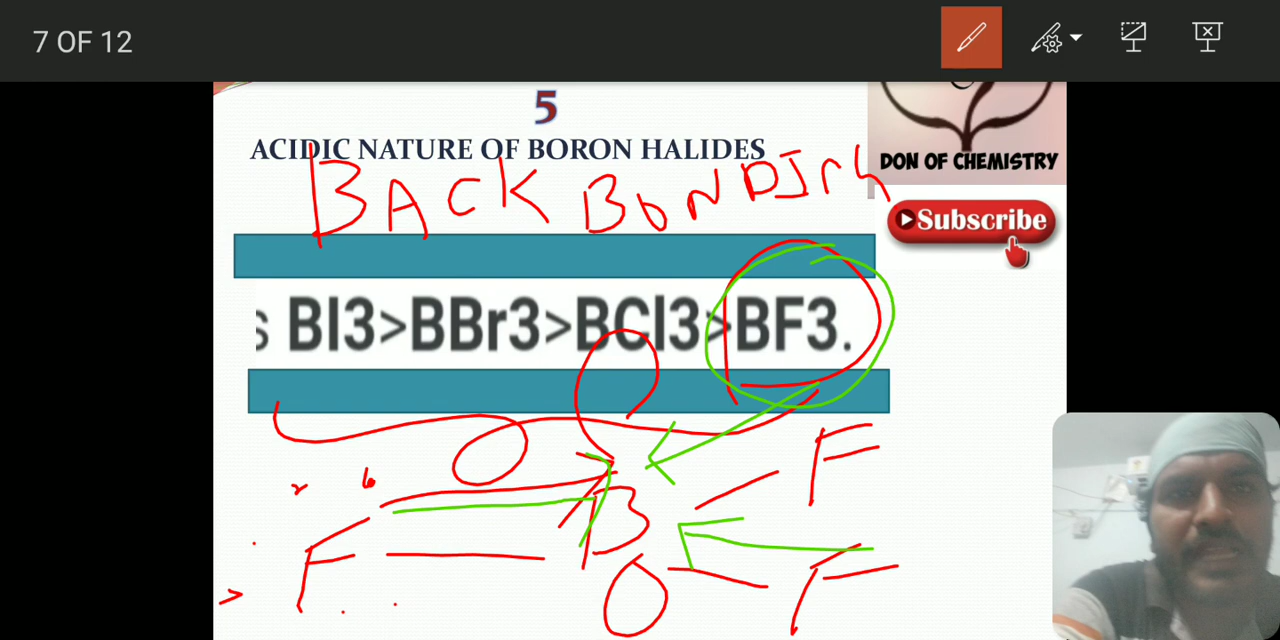 7 OF 12
5
ACIDIC NATURE OF BORON HALIDES
DON OF CHEMISTRY
BACK BONDING
Subscribe
s BI3>BBr3>BCl3>BF3.
F
F
B
F